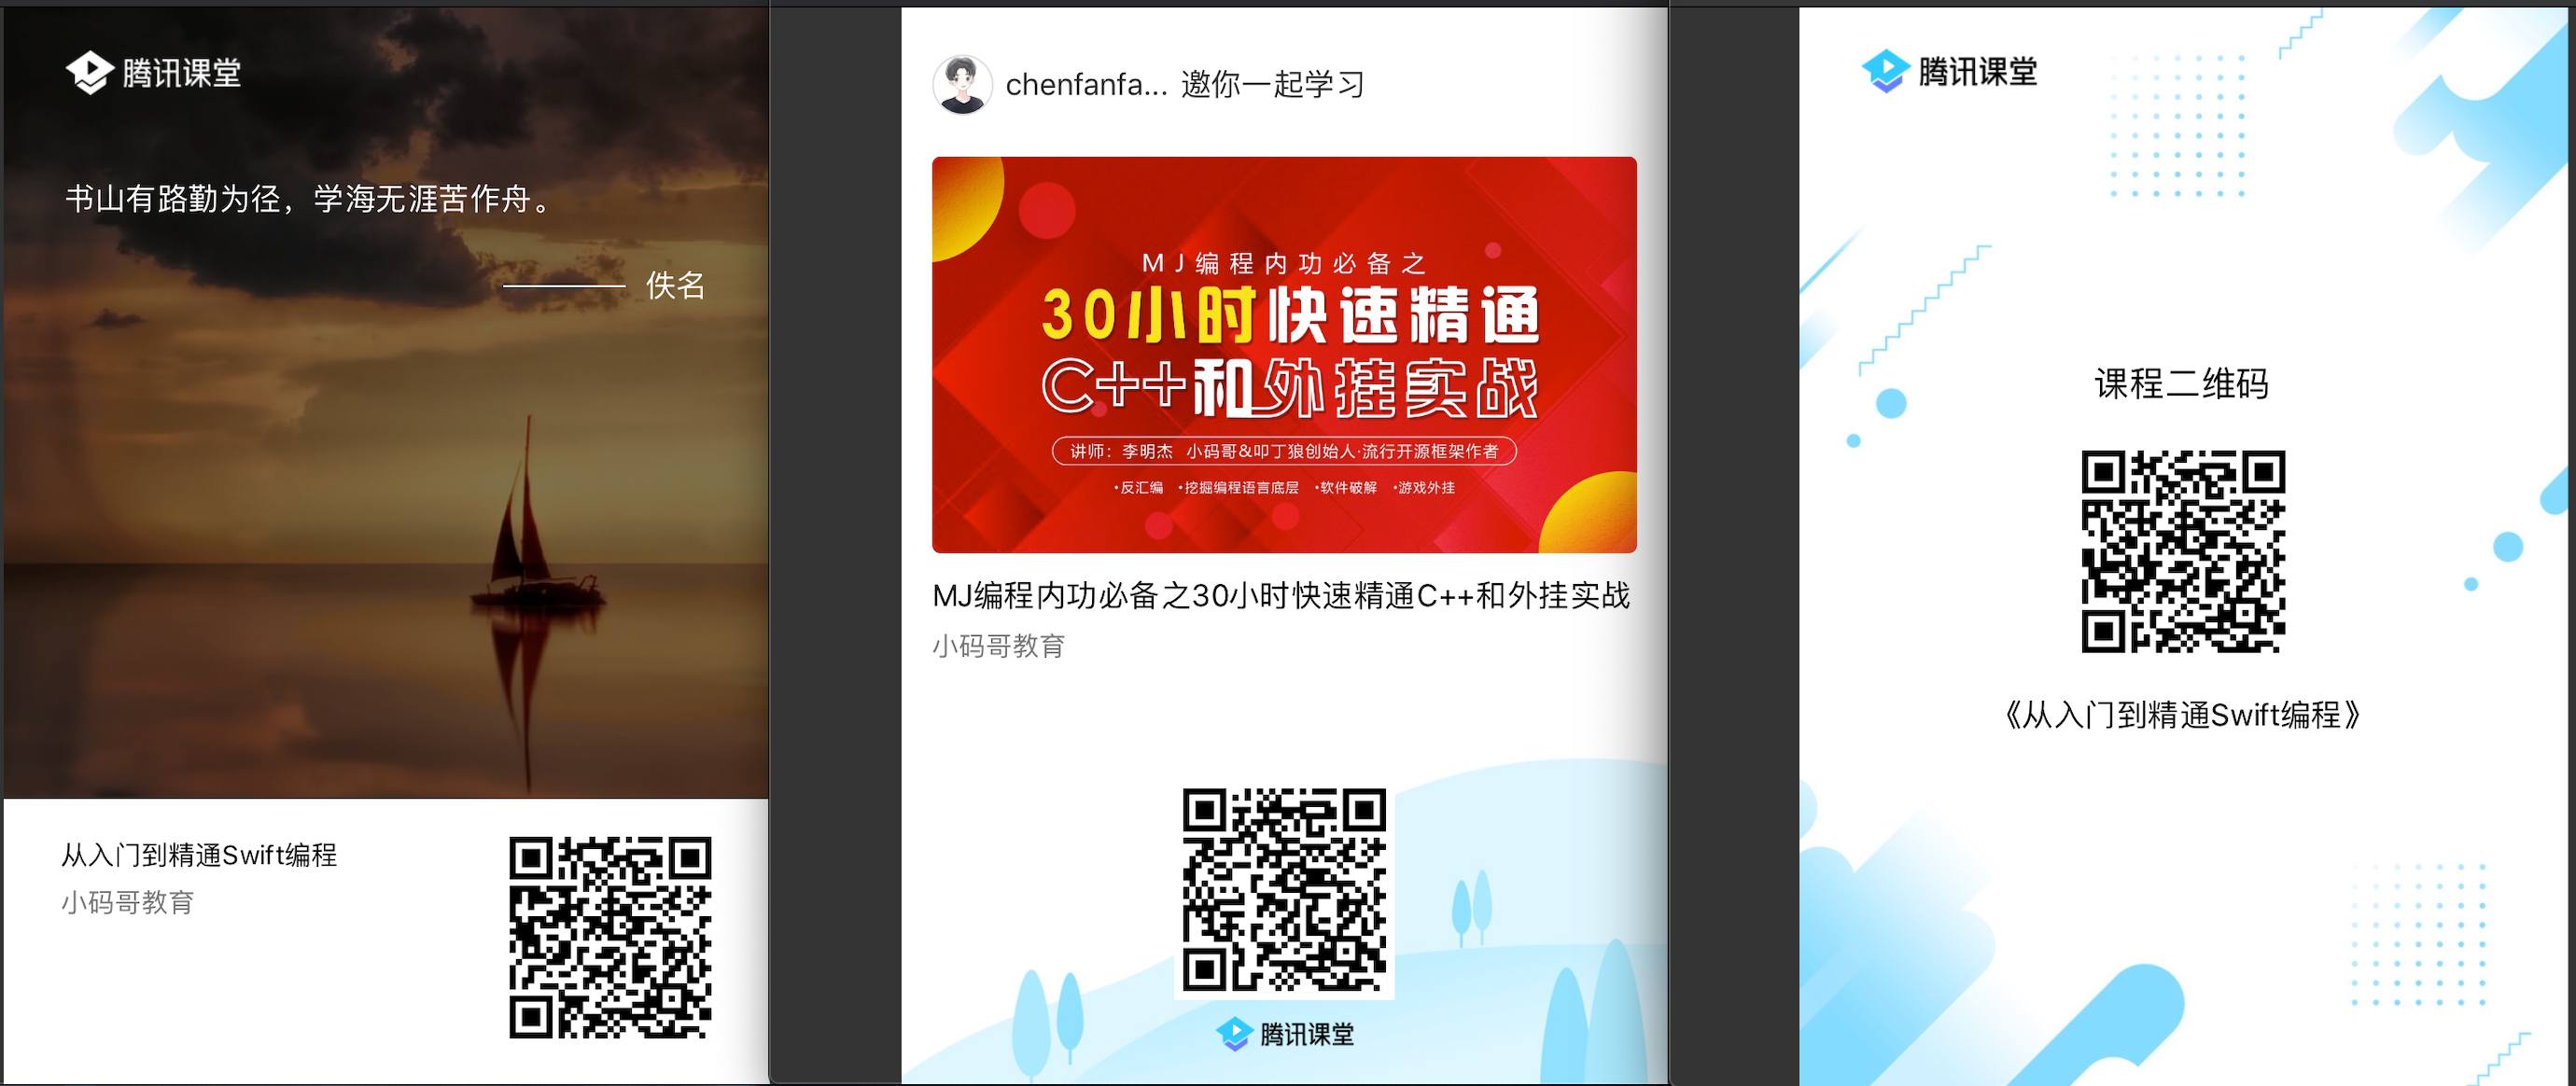 腾讯课堂
书山有路勤为径，学海无涯苦作舟。
佚名
从入门到精通Swift编程
小码哥教育
chenfanfa... 邀你一起学习
MJ编程内功必备之
30小时快速精通
C++和外挂实战
讲师：李明杰 小码哥&叩丁狼创始人·流行开源框架作者
•反汇编 •挖掘编程语言底层 •软件破解 •游戏外挂
MJ编程内功必备之30小时快速精通C++和外挂实战
小码哥教育
腾讯课堂
腾讯课堂
课程二维码
《从入门到精通Swift编程》